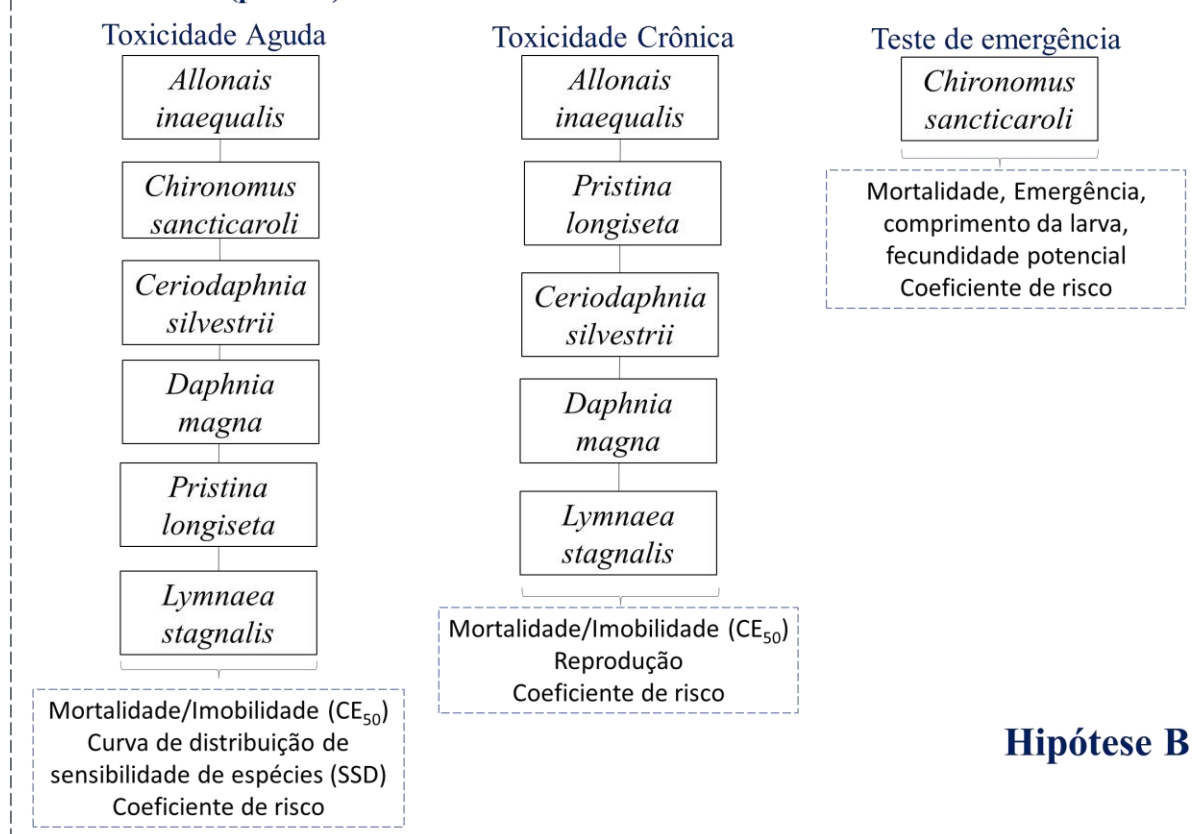 Toxicidade Aguda
Allonais
inaequalis
Chironomus
sancticaroli
Ceriodaphnia
silvestrii
Daphnia
magna
Pristina
longiseta
Lymnaea
stagnalis
Mortalidade/Imobilidade (CE₅₀)
Curva de distribuição de
sensibilidade de espécies (SSD)
Coeficiente de risco
Toxicidade Crônica
Allonais
inaequalis
Pristina
longiseta
Ceriodaphnia
silvestrii
Daphnia
magna
Lymnaea
stagnalis
Mortalidade/Imobilidade (CE₅₀)
Reprodução
Coeficiente de risco
Teste de emergência
Chironomus
sancticaroli
Mortalidade, Emergência,
comprimento da larva,
fecundidade potencial
Coeficiente de risco
Hipótese B